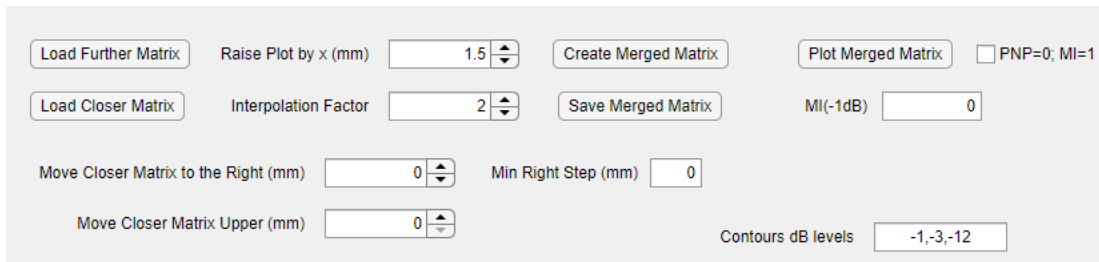 Load Further Matrix Raise Plot by x (mm) 1.5 Create Merged Matrix Plot Merged Matrix PNP=0; MI=1
Load Closer Matrix Interpolation Factor 2 Save Merged Matrix MI(-1dB) 0
Move Closer Matrix to the Right (mm) 0 Min Right Step (mm) 0
Move Closer Matrix Upper (mm) 0
Contours dB levels -1,-3,-12